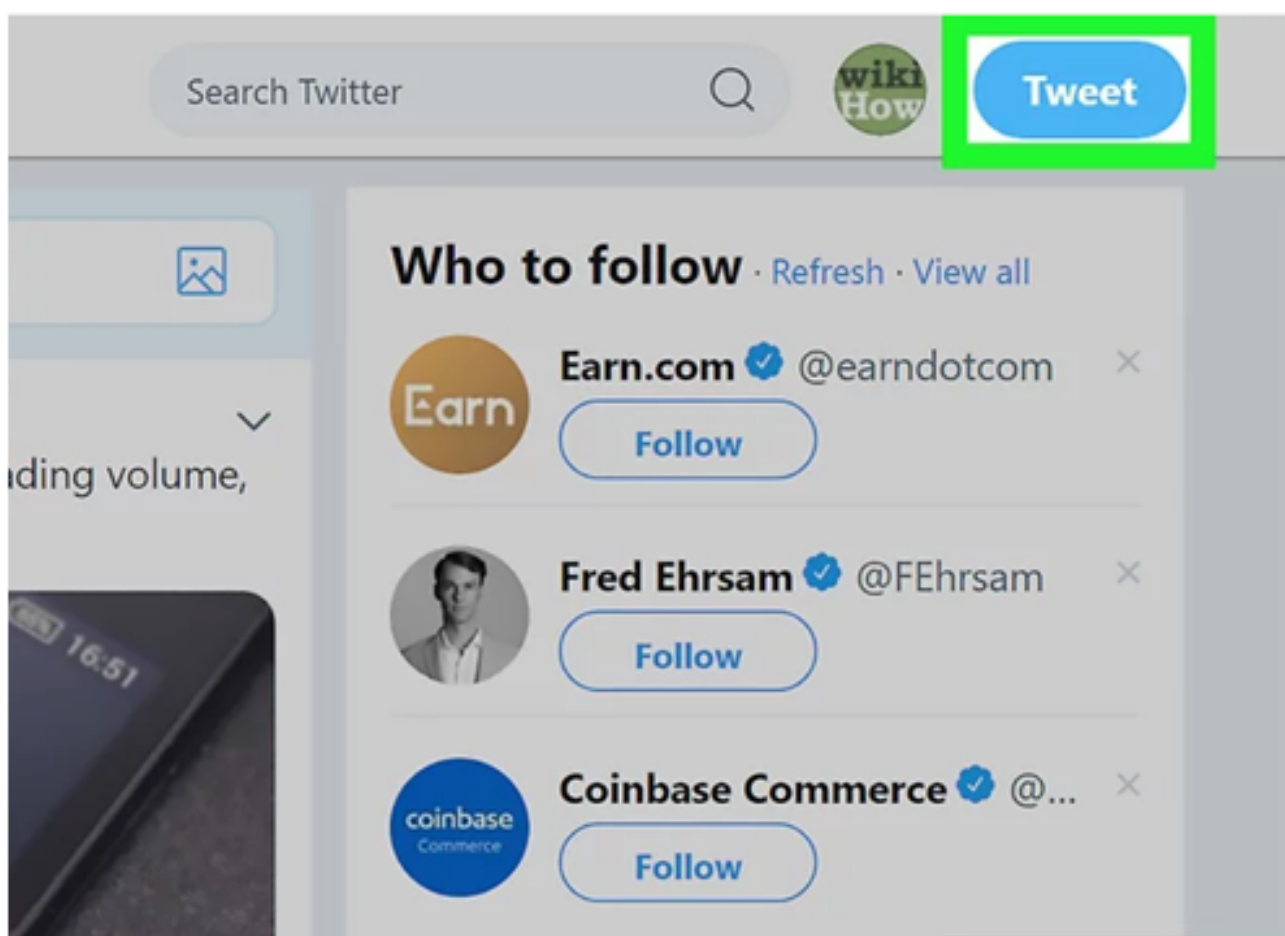 Search Twitter
wiki
How
Tweet
Who to follow · Refresh · View all
Earn.com @earndotcom
Earn
Follow
ading volume,
Fred Ehrsam @FEhrsam
Follow
16:51
Coinbase Commerce @...
coinbase
Commerce
Follow